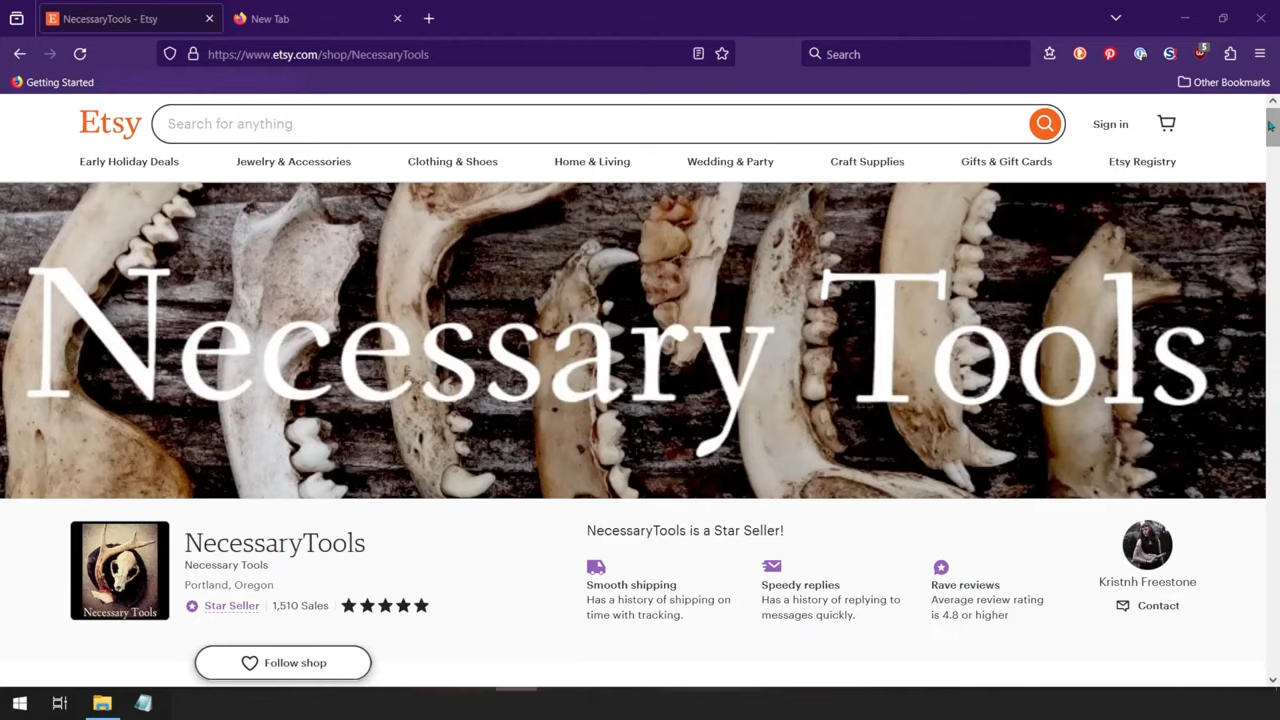 NecessaryTools - Etsy
New Tab
https://www.etsy.com/shop/NecessaryTools
Search
5
Getting Started
Other Bookmarks
Etsy
Search for anything
Sign in
Early Holiday Deals
Jewelry & Accessories
Clothing & Shoes
Home & Living
Wedding & Party
Craft Supplies
Gifts & Gift Cards
Etsy Registry
Necessary Tools
Necessary Tools
NecessaryTools
Necessary Tools
Portland, Oregon
Star Seller
1,510 Sales
Follow shop
NecessaryTools is a Star Seller!
Smooth shipping
Has a history of shipping on
time with tracking.
Speedy replies
Has a history of replying to
messages quickly.
Rave reviews
Average review rating
is 4.8 or higher
Kristnh Freestone
Contact